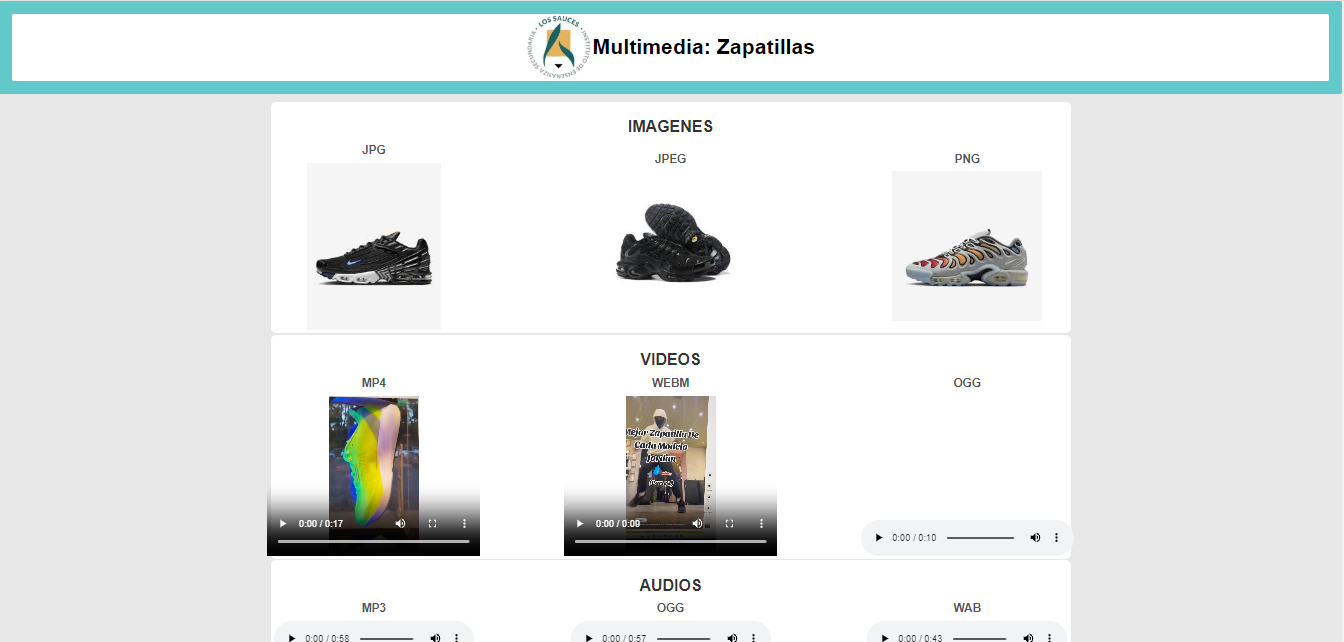 LOS SAUCES · INSTITUTO DE ENSEÑANZA SECUNDARIA ·
Multimedia: Zapatillas
IMAGENES
JPG
JPEG
PNG
VIDEOS
MP4
WEBM
OGG
Mejor Zapatilla De
Cada Modelo
Jordan
0:00 / 0:17
0:00 / 0:09
0:00 / 0:10
AUDIOS
MP3
OGG
WAB
0:00 / 0:58
0:00 / 0:57
0:00 / 0:43